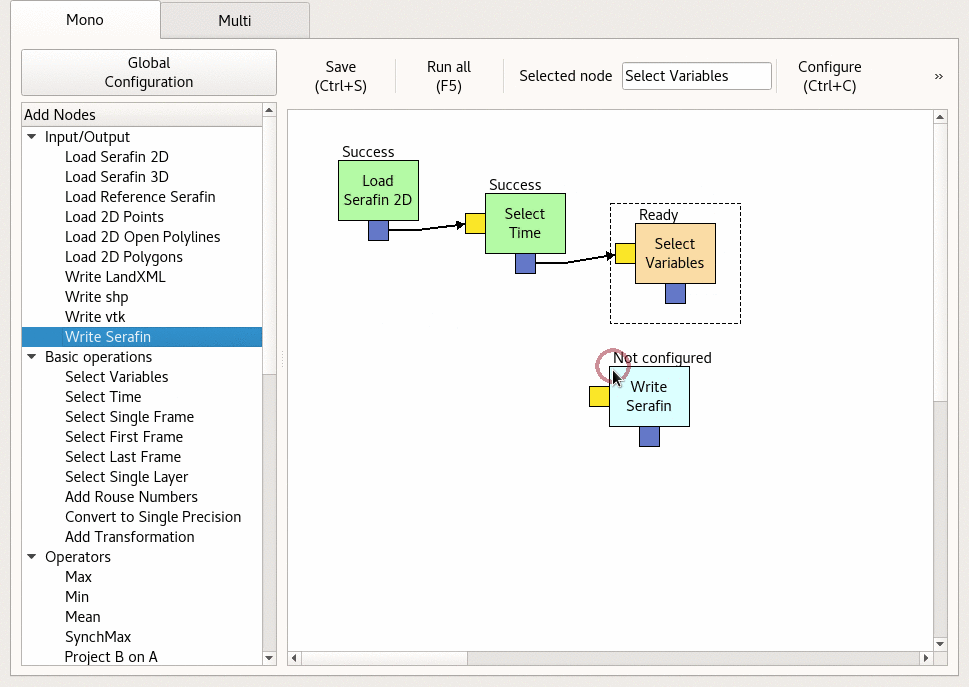 Mono
Multi
Global
Configuration
Save
(Ctrl+S)
Run all
(F5)
Selected node
Select Variables
Configure
(Ctrl+C)
»
Add Nodes
Input/Output
Load Serafin 2D
Load Serafin 3D
Load Reference Serafin
Load 2D Points
Load 2D Open Polylines
Load 2D Polygons
Write LandXML
Write shp
Write vtk
Write Serafin
Basic operations
Select Variables
Select Time
Select Single Frame
Select First Frame
Select Last Frame
Select Single Layer
Add Rouse Numbers
Convert to Single Precision
Add Transformation
Operators
Max
Min
Mean
SynchMax
Project B on A
Success
Load
Serafin 2D
Success
Select
Time
Ready
Select
Variables
Not configured
Write
Serafin